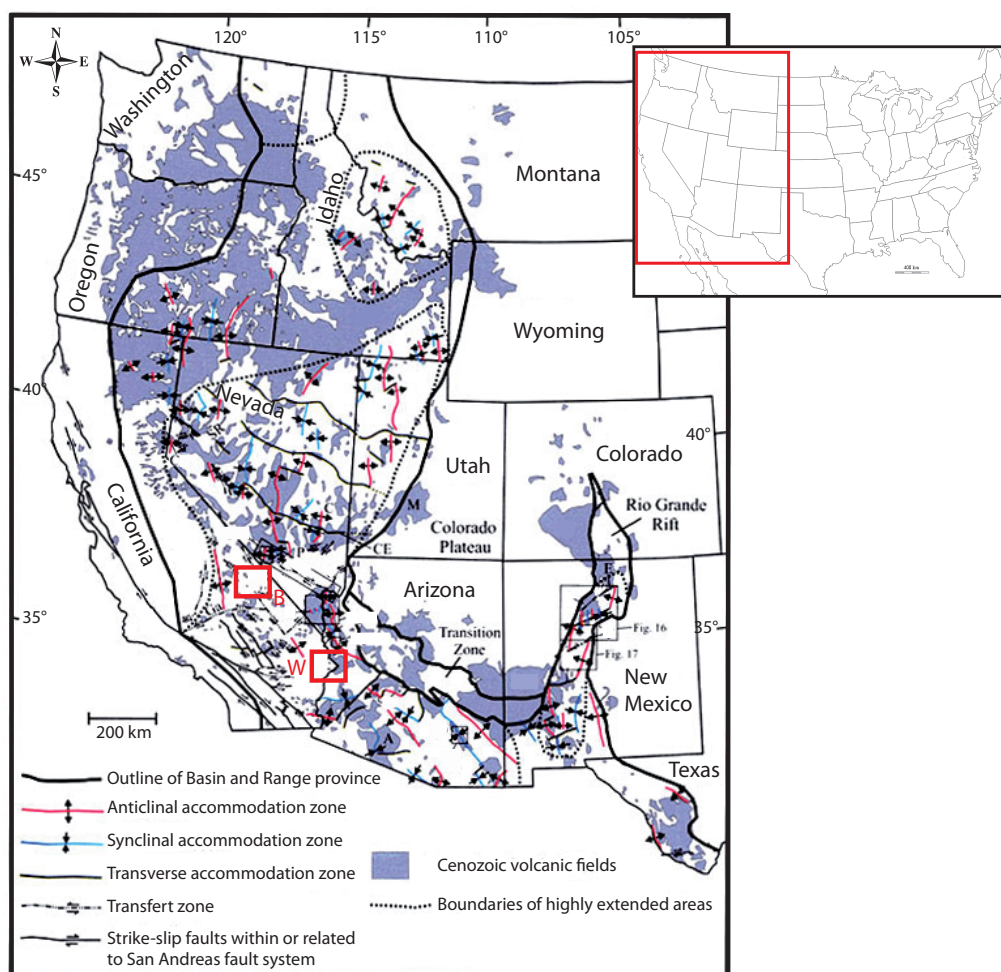 120°
115°
110°
105°
N
W
E
S
Washington
45°
Montana
Idaho
Oregon
400 km
Wyoming
40°
Nevada
40°
Utah
Colorado
California
Rio Grande
Rift
C
M
Colorado
Plateau
CE
P
E
B
Arizona
35°
35°
Fig. 16
Transition
Zone
Fig. 17
W
New
Mexico
A
200 km
Texas
Outline of Basin and Range province
Anticlinal accommodation zone
Synclinal accommodation zone
Transverse accommodation zone
Transfert zone
Strike-slip faults within or related
to San Andreas fault system
Cenozoic volcanic fields
Boundaries of highly extended areas